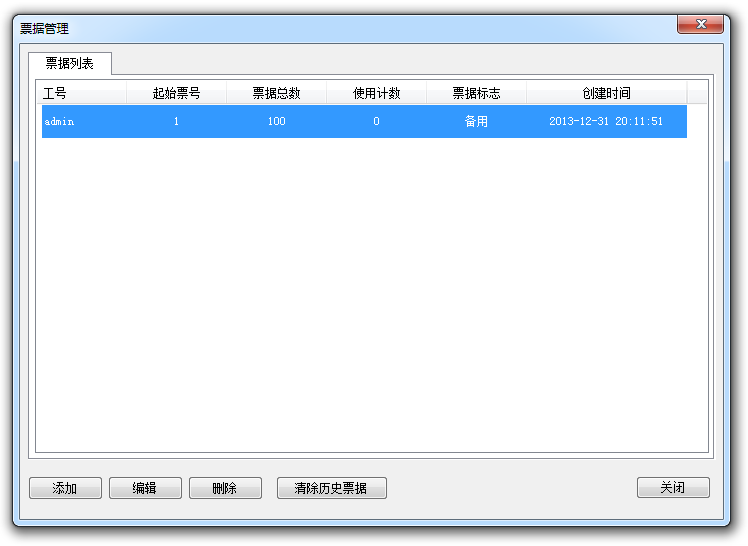 票据管理
票据列表
工号 起始票号 票据总数 使用计数 票据标志 创建时间
admin 1 100 0 备用 2013-12-31 20:11:51
添加 编辑 删除 清除历史票据 关闭